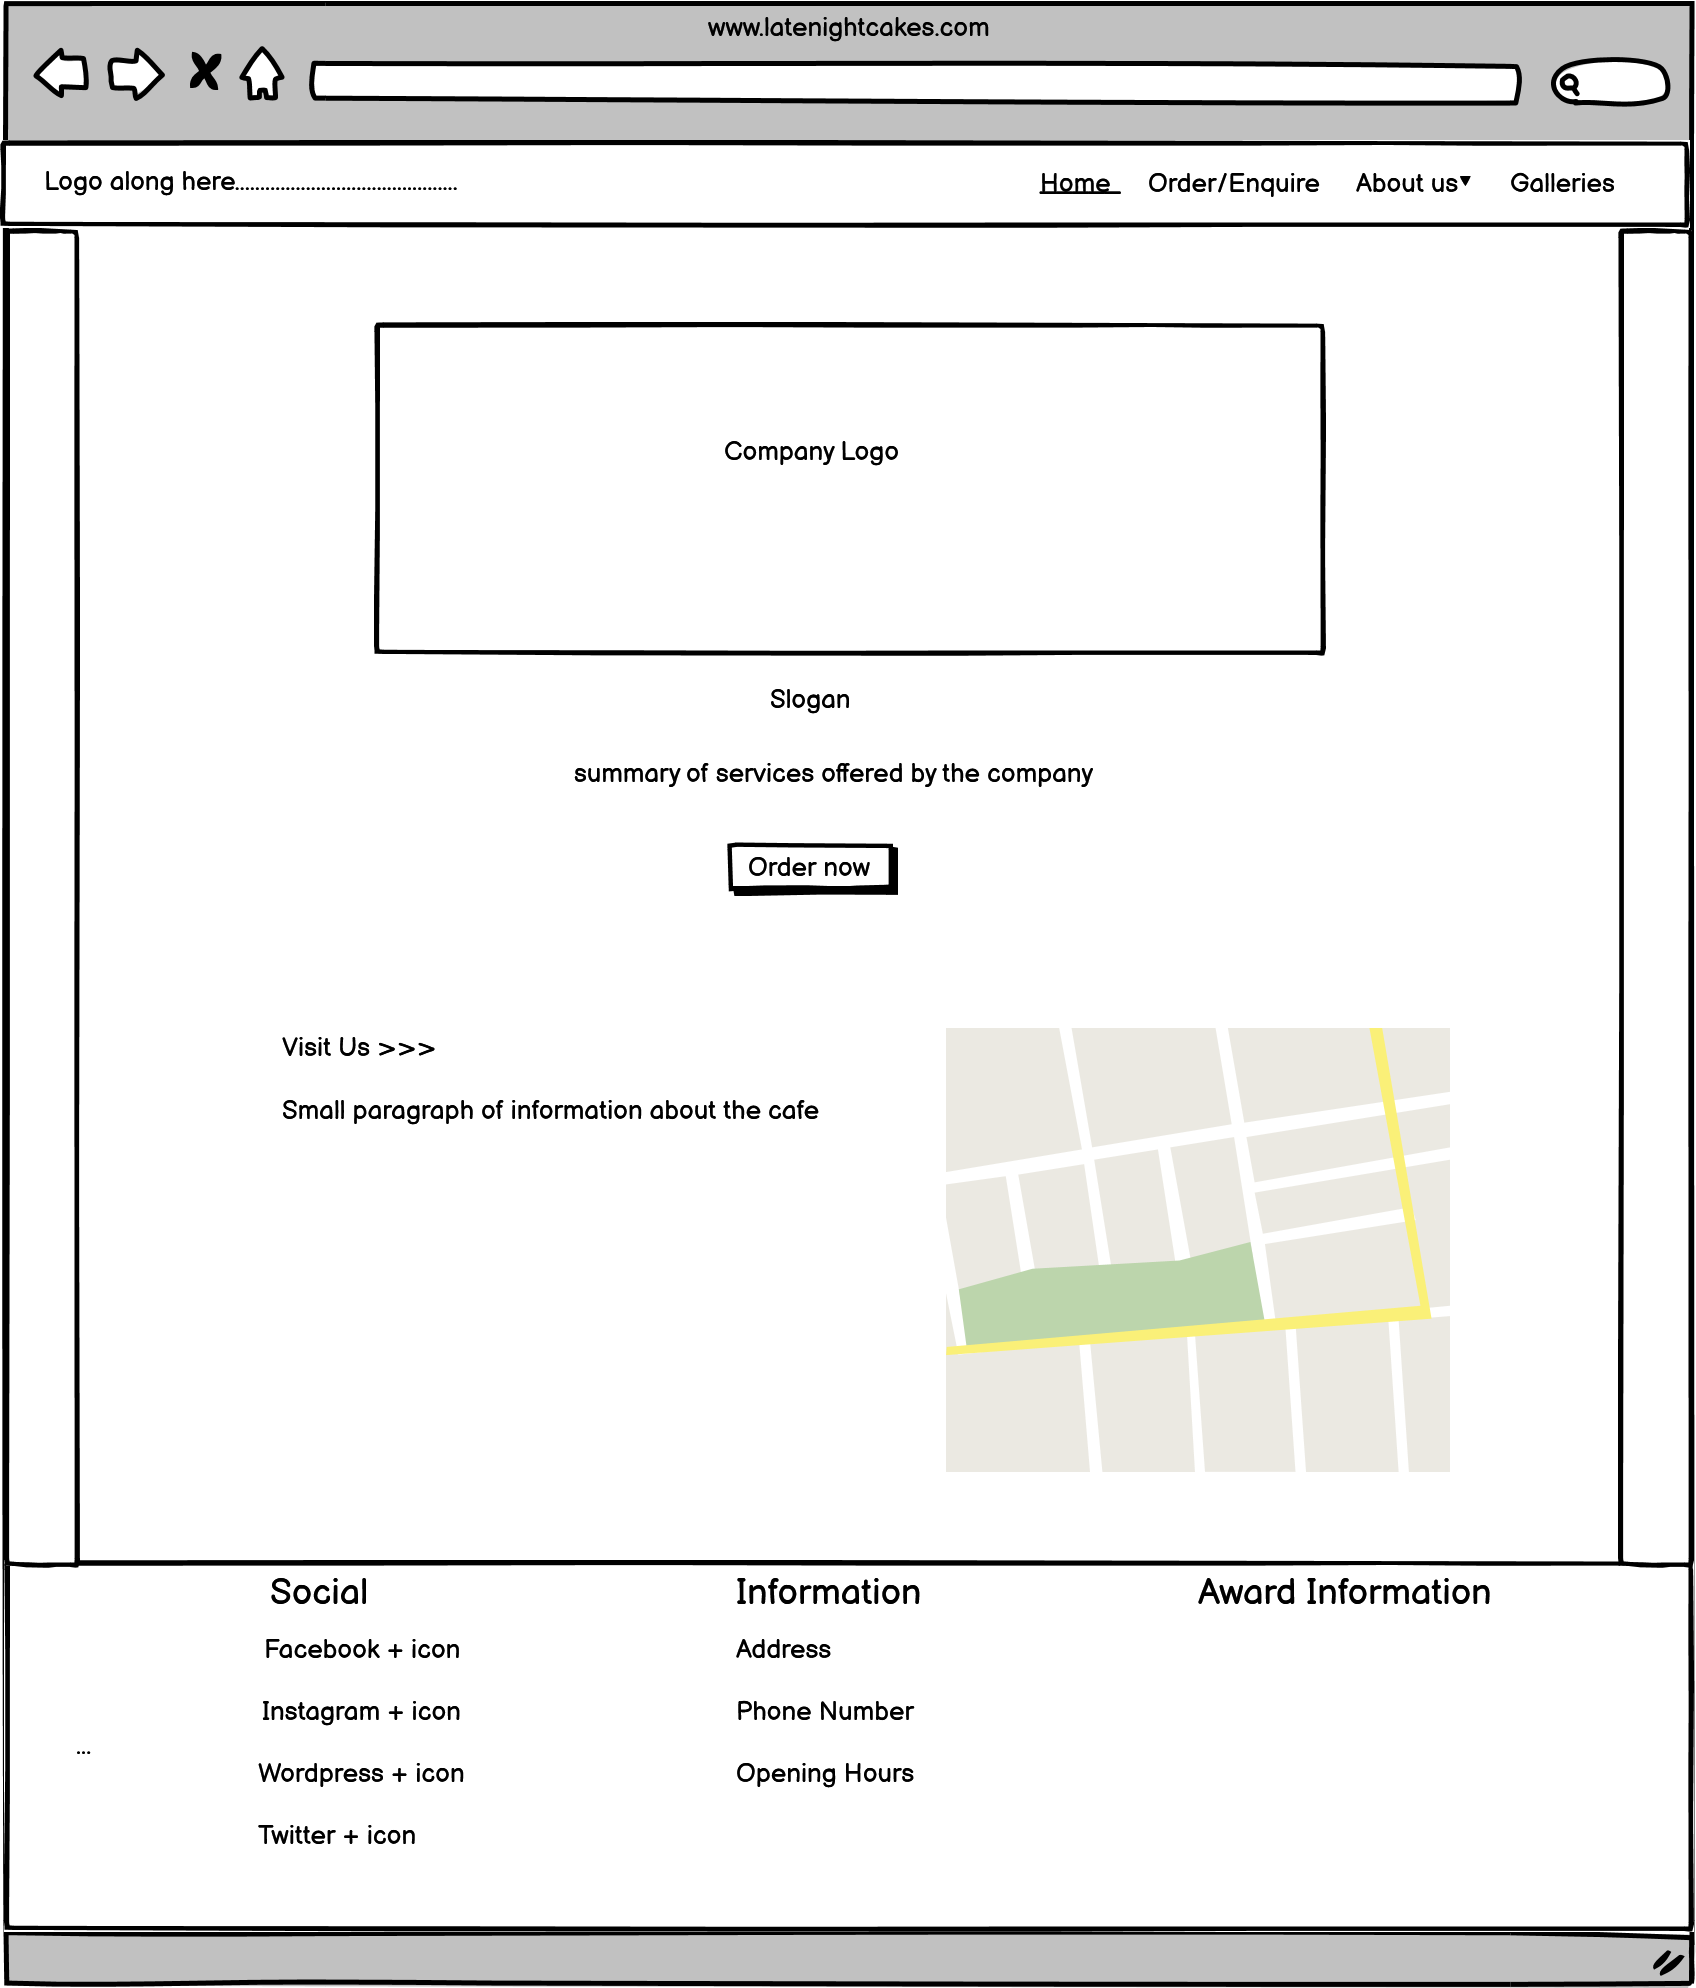 www.latenightcakes.com
Logo along here............................................
Home Order/Enquire About us▾ Galleries
Company Logo
Slogan
summary of services offered by the company
Order now
Visit Us >>>
Small paragraph of information about the cafe
Social
Facebook + icon
Instagram + icon
Wordpress + icon
Twitter + icon
...
Information
Address
Phone Number
Opening Hours
Award Information